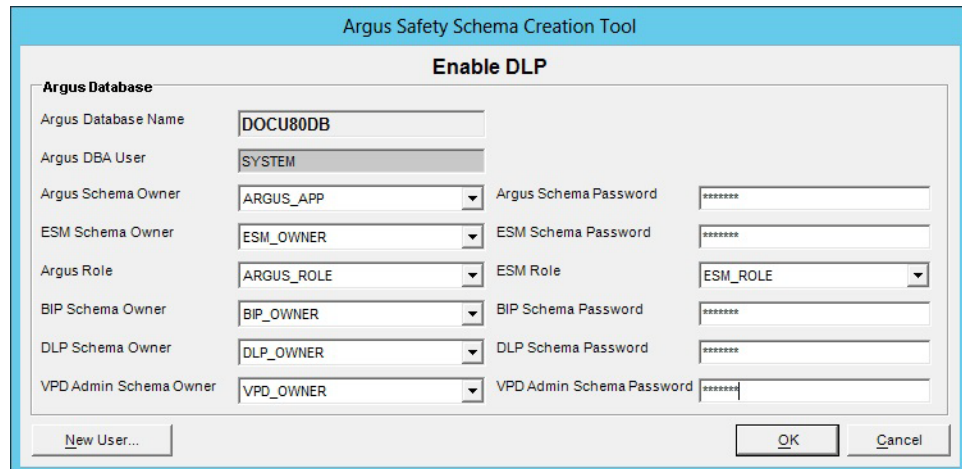 Argus Safety Schema Creation Tool
Enable DLP
Argus Database
Argus Database Name DOCU80DB
Argus DBA User SYSTEM
Argus Schema Owner ARGUS_APP Argus Schema Password *******
ESM Schema Owner ESM_OWNER ESM Schema Password *******
Argus Role ARGUS_ROLE ESM Role ESM_ROLE
BIP Schema Owner BIP_OWNER BIP Schema Password *******
DLP Schema Owner DLP_OWNER DLP Schema Password *******
VPD Admin Schema Owner VPD_OWNER VPD Admin Schema Password *******
New User... OK Cancel